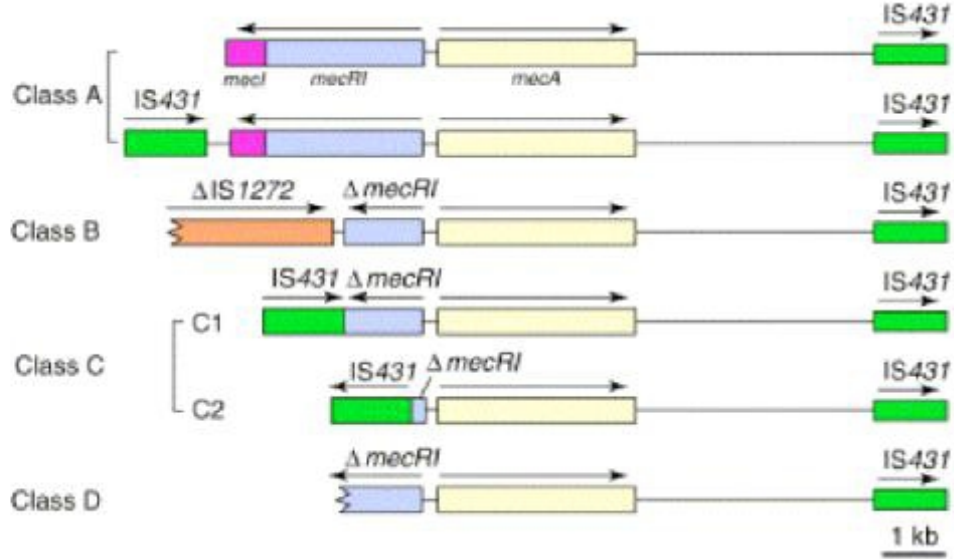 IS431
mecI mecRI mecA
Class A
IS431 IS431
ΔIS1272 ΔmecRI IS431
Class B
IS431 ΔmecRI IS431
C1
Class C
IS431 ΔmecRI IS431
C2
ΔmecRI IS431
Class D
1 kb